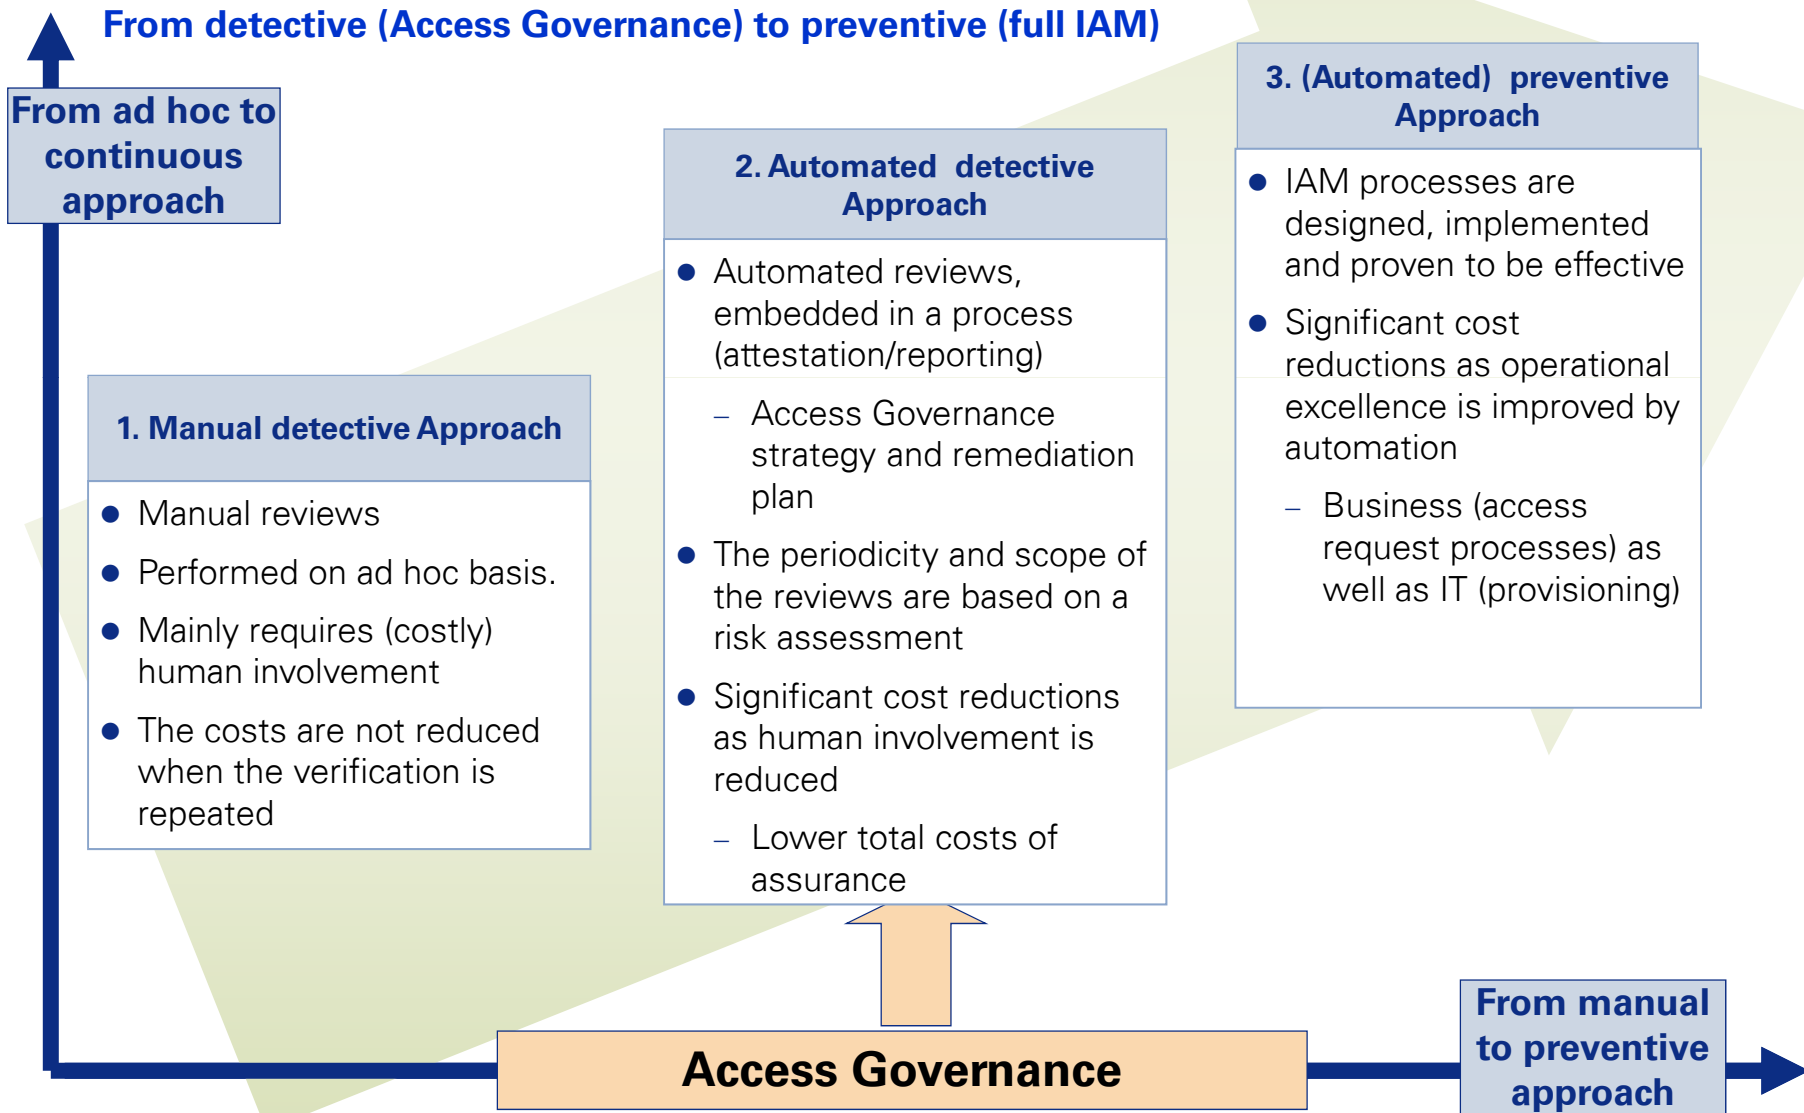 From detective (Access Governance) to preventive (full IAM)
From ad hoc to
continuous
approach
1. Manual detective Approach
● Manual reviews
● Performed on ad hoc basis.
● Mainly requires (costly)
human involvement
● The costs are not reduced
when the verification is
repeated
2. Automated detective
Approach
● Automated reviews,
embedded in a process
(attestation/reporting)
– Access Governance
strategy and remediation
plan
● The periodicity and scope of
the reviews are based on a
risk assessment
● Significant cost reductions
as human involvement is
reduced
– Lower total costs of
assurance
3. (Automated) preventive
Approach
● IAM processes are
designed, implemented
and proven to be effective
● Significant cost
reductions as operational
excellence is improved by
automation
– Business (access
request processes) as
well as IT (provisioning)
Access Governance
From manual
to preventive
approach